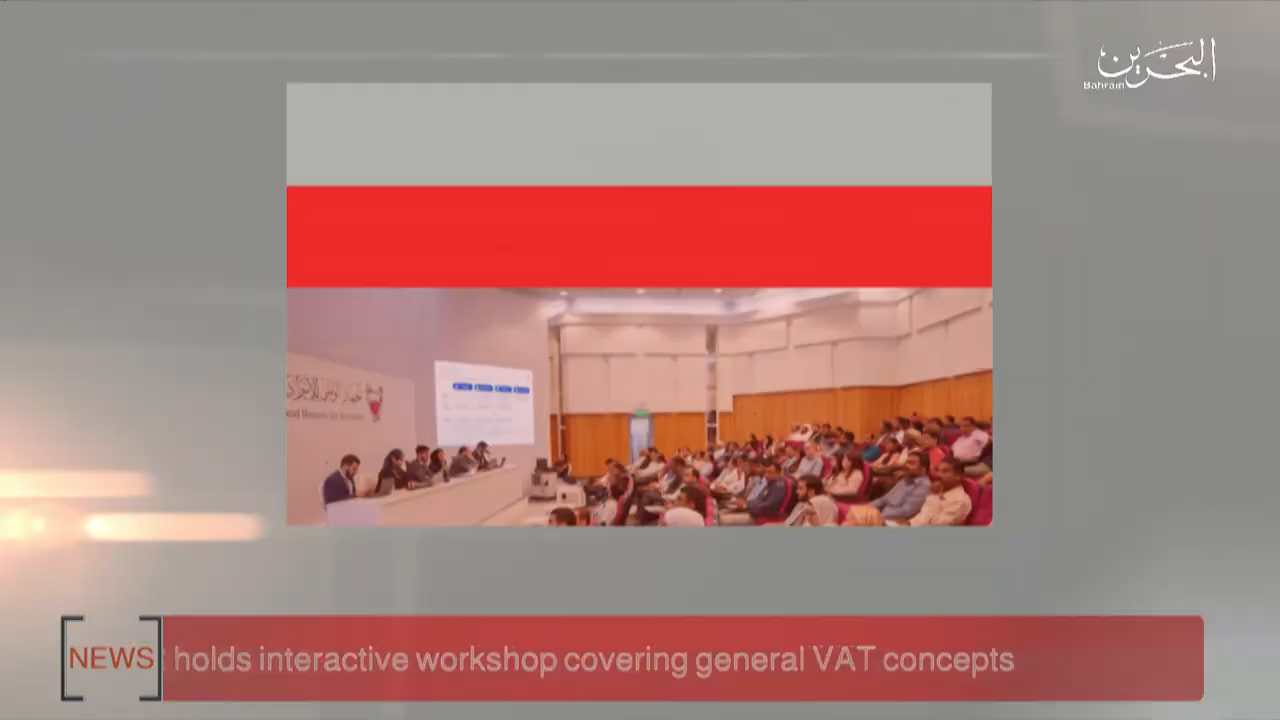 البحرين
Bahrain
NEWS
holds interactive workshop covering general VAT concepts